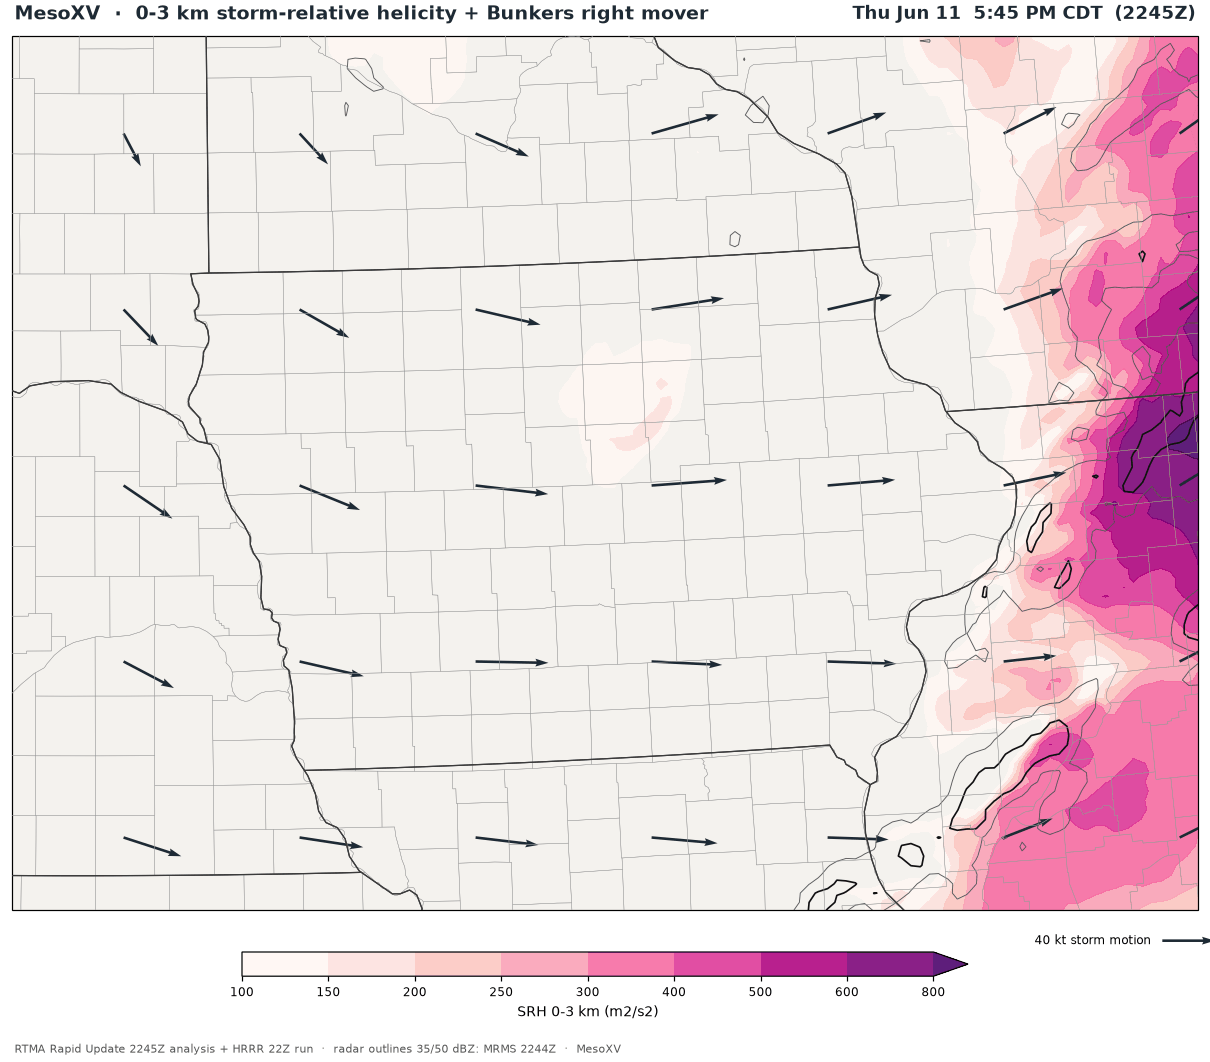 MesoXV · 0-3 km storm-relative helicity + Bunkers right mover
Thu Jun 11 5:45 PM CDT (2245Z)
40 kt storm motion
100 150 200 250 300 400 500 600 800
SRH 0-3 km (m2/s2)
RTMA Rapid Update 2245Z analysis + HRRR 22Z run · radar outlines 35/50 dBZ: MRMS 2244Z · MesoXV